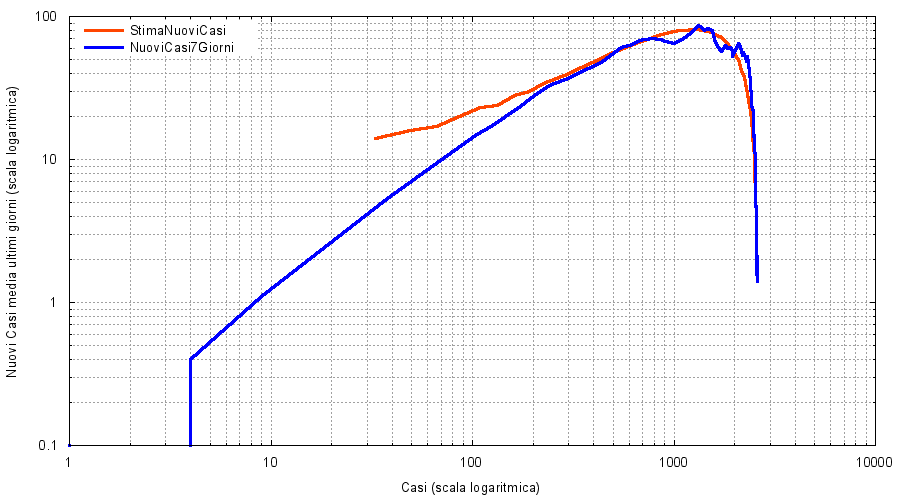 StimaNuoviCasi
NuoviCasi7Giorni
Nuovi Casi media ultimi giorni (scala logaritmica)
100
10
1
0.1
1
10
100
1000
10000
Casi (scala logaritmica)